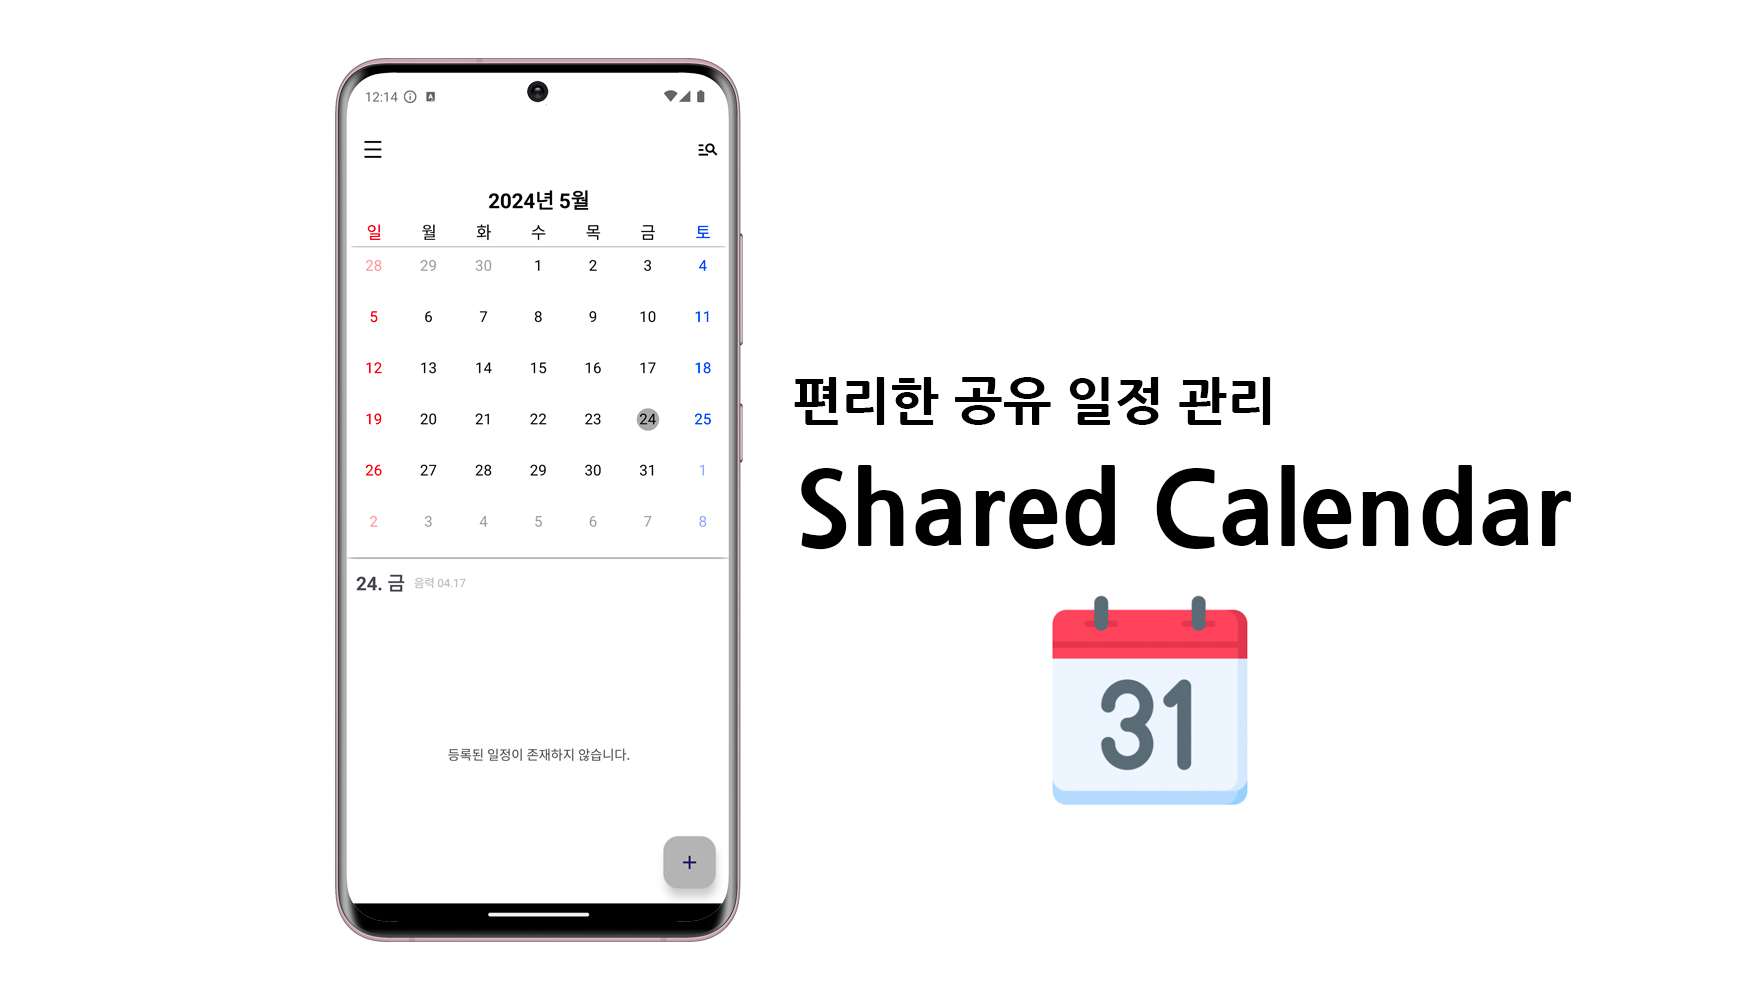 12:14
2024년 5월
일 월 화 수 목 금 토
28 29 30 1 2 3 4
5 6 7 8 9 10 11
12 13 14 15 16 17 18
19 20 21 22 23 24 25
26 27 28 29 30 31 1
2 3 4 5 6 7 8
24. 금 음력 04.17
등록된 일정이 존재하지 않습니다.
+
편리한 공유 일정 관리
Shared Calendar
31